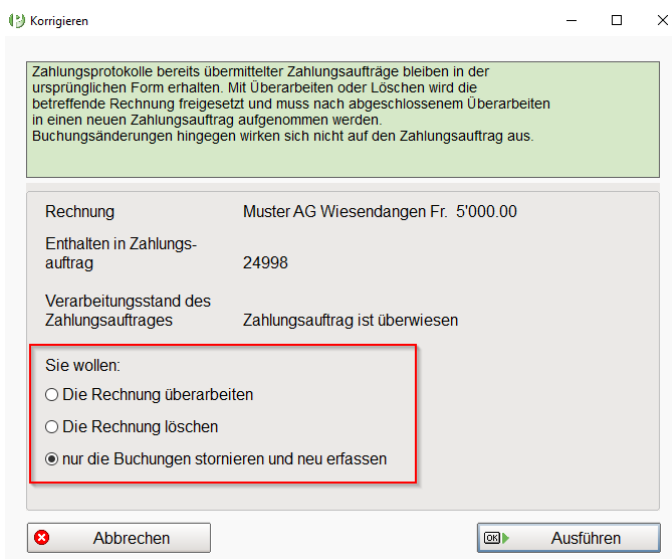 Korrigieren
Zahlungsprotokolle bereits übermittelter Zahlungsaufträge bleiben in der
ursprünglichen Form erhalten. Mit Überarbeiten oder Löschen wird die
betreffende Rechnung freigesetzt und muss nach abgeschlossenem Überarbeiten
in einen neuen Zahlungsauftrag aufgenommen werden.
Buchungsänderungen hingegen wirken sich nicht auf den Zahlungsauftrag aus.
Rechnung Muster AG Wiesendangen Fr. 5'000.00
Enthalten in Zahlungs-
auftrag 24998
Verarbeitungsstand des
Zahlungsauftrages Zahlungsauftrag ist überwiesen
Sie wollen:
Die Rechnung überarbeiten
Die Rechnung löschen
nur die Buchungen stornieren und neu erfassen
Abbrechen OK Ausführen